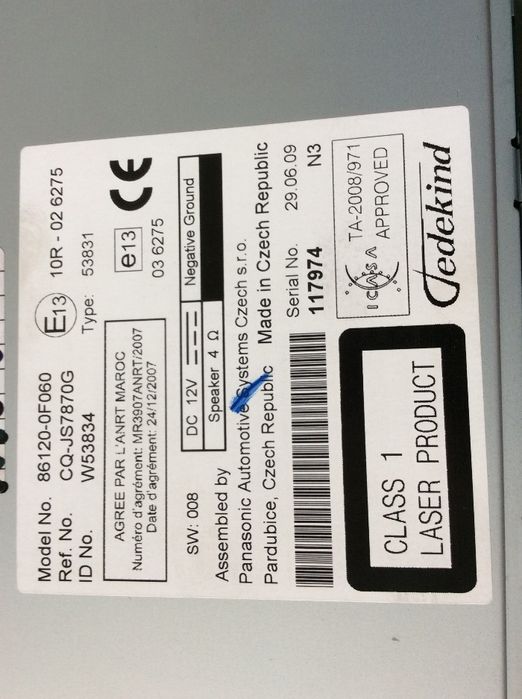 Model No. 86120-0F060
Ref. No. CQ-JS7870G
ID No. W53834
E13 10R - 02 6275
Type: 53831
AGREE PAR L'ANRT MAROC
Numéro d'agrément: MR3907ANRT/2007
Date d'agrément: 24/12/2007
e13
03 6275
CE
SW: 008
DC 12V Negative Ground
Speaker 4 Ω
Assembled by
Panasonic Automotive Systems Czech s.r.o.
Pardubice, Czech Republic Made in Czech Republic
Serial No. 29.06.09
117974 N3
CLASS 1
LASER PRODUCT
ICASA
TA-2008/971
APPROVED
Dedekind